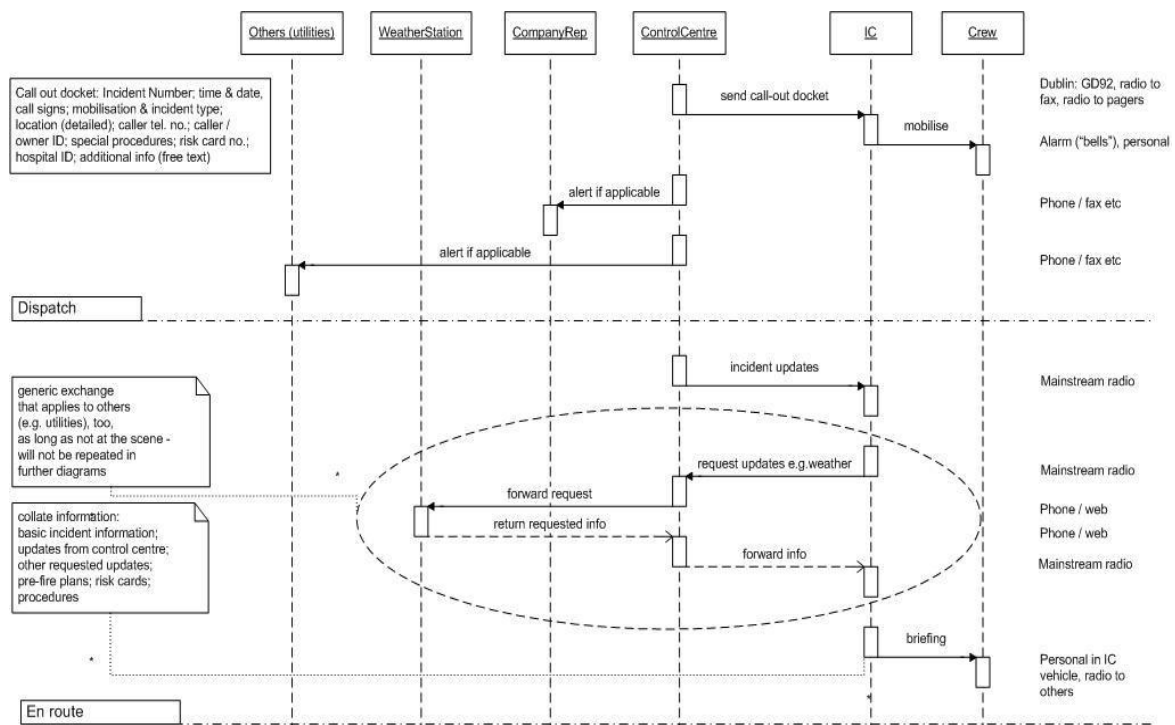 Others (utilities)
WeatherStation
CompanyRep
ControlCentre
IC
Crew
Call out docket: Incident Number; time & date,
call signs; mobilisation & incident type;
location (detailed); caller tel. no.; caller /
owner ID; special procedures; risk card no.;
hospital ID; additional info (free text)
send call-out docket
Dublin: GD92, radio to
fax, radio to pagers
mobilise
Alarm ("bells"), personal
alert if applicable
Phone / fax etc
alert if applicable
Phone / fax etc
Dispatch
incident updates
Mainstream radio
generic exchange
that applies to others
(e.g. utilities), too,
as long as not at the scene -
will not be repeated in
further diagrams
*
request updates e.g.weather
Mainstream radio
forward request
Phone / web
return requested info
Phone / web
forward info
Mainstream radio
collate information:
basic incident information;
updates from control centre;
other requested updates;
pre-fire plans; risk cards;
procedures
*
briefing
Personal in IC
vehicle, radio to
others
*
*
En route